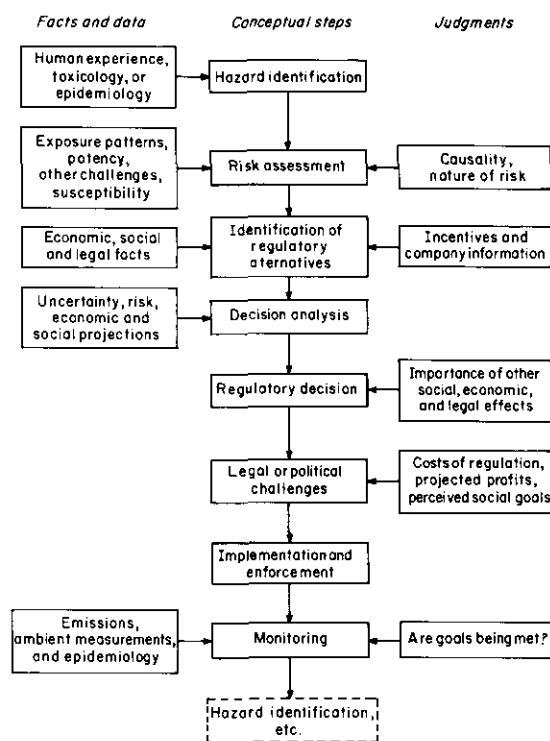 Facts and data
Conceptual steps
Judgments
Human experience,
toxicology, or
epidemiology
Hazard identification
Exposure patterns,
potency,
other challenges,
susceptibility
Risk assessment
Causality,
nature of risk
Economic, social
and legal facts
Identification of
regulatory
aternatives
Incentives and
company information
Uncertainty, risk,
economic and
social projections
Decision analysis
Regulatory decision
Importance of other
social, economic,
and legal effects
Legal or political
challenges
Costs of regulation,
projected profits,
perceived social goals
Implementation and
enforcement
Emissions,
ambient measurements,
and epidemiology
Monitoring
Are goals being met?
Hazard identification,
etc.